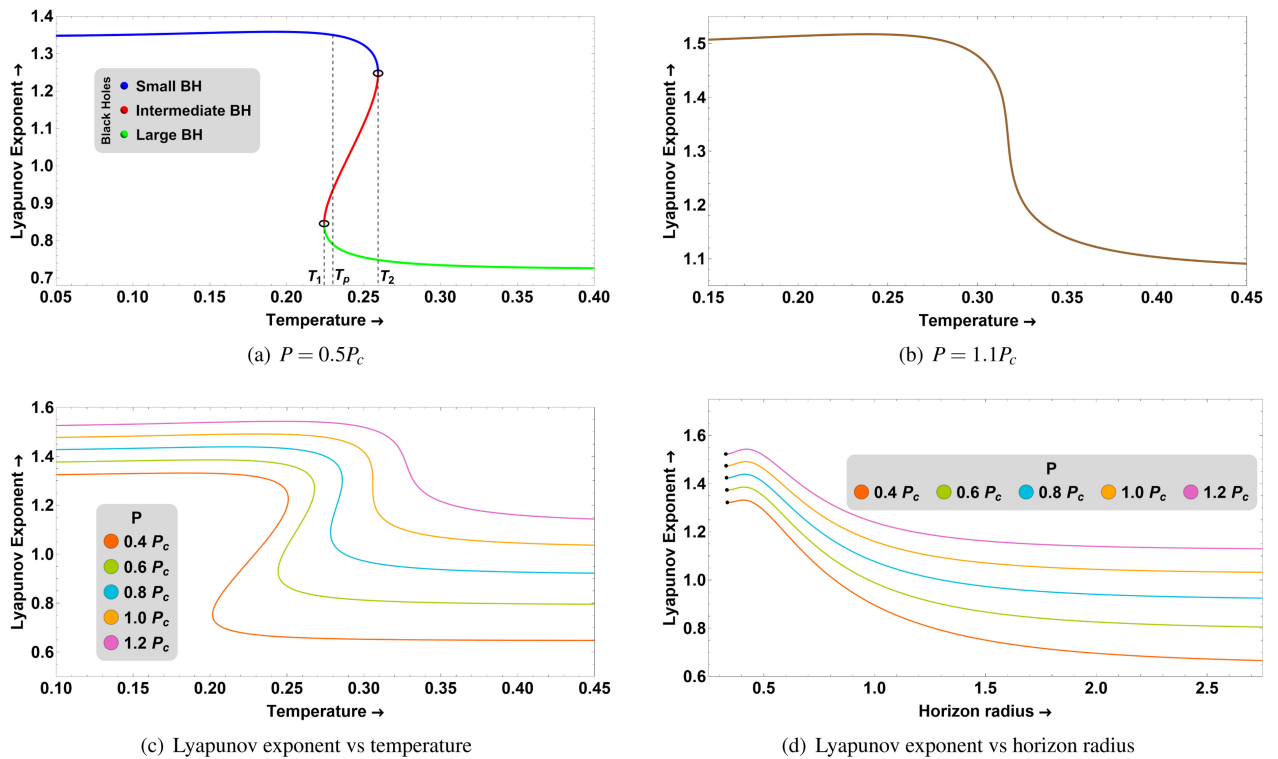 1.4
1.3
1.2
1.1
1.0
0.9
0.8
0.7
Lyapunov Exponent →
Black Holes
Small BH
Intermediate BH
Large BH
T1 Tp T2
0.05 0.10 0.15 0.20 0.25 0.30 0.35 0.40
Temperature →
(a) P = 0.5Pc
1.5
1.4
1.3
1.2
1.1
Lyapunov Exponent →
0.15 0.20 0.25 0.30 0.35 0.40 0.45
Temperature →
(b) P = 1.1Pc
1.6
1.4
1.2
1.0
0.8
0.6
Lyapunov Exponent →
P
0.4 Pc
0.6 Pc
0.8 Pc
1.0 Pc
1.2 Pc
0.10 0.15 0.20 0.25 0.30 0.35 0.40 0.45
Temperature →
(c) Lyapunov exponent vs temperature
1.6
1.4
1.2
1.0
0.8
0.6
Lyapunov Exponent →
P
0.4 Pc 0.6 Pc 0.8 Pc 1.0 Pc 1.2 Pc
0.5 1.0 1.5 2.0 2.5
Horizon radius →
(d) Lyapunov exponent vs horizon radius